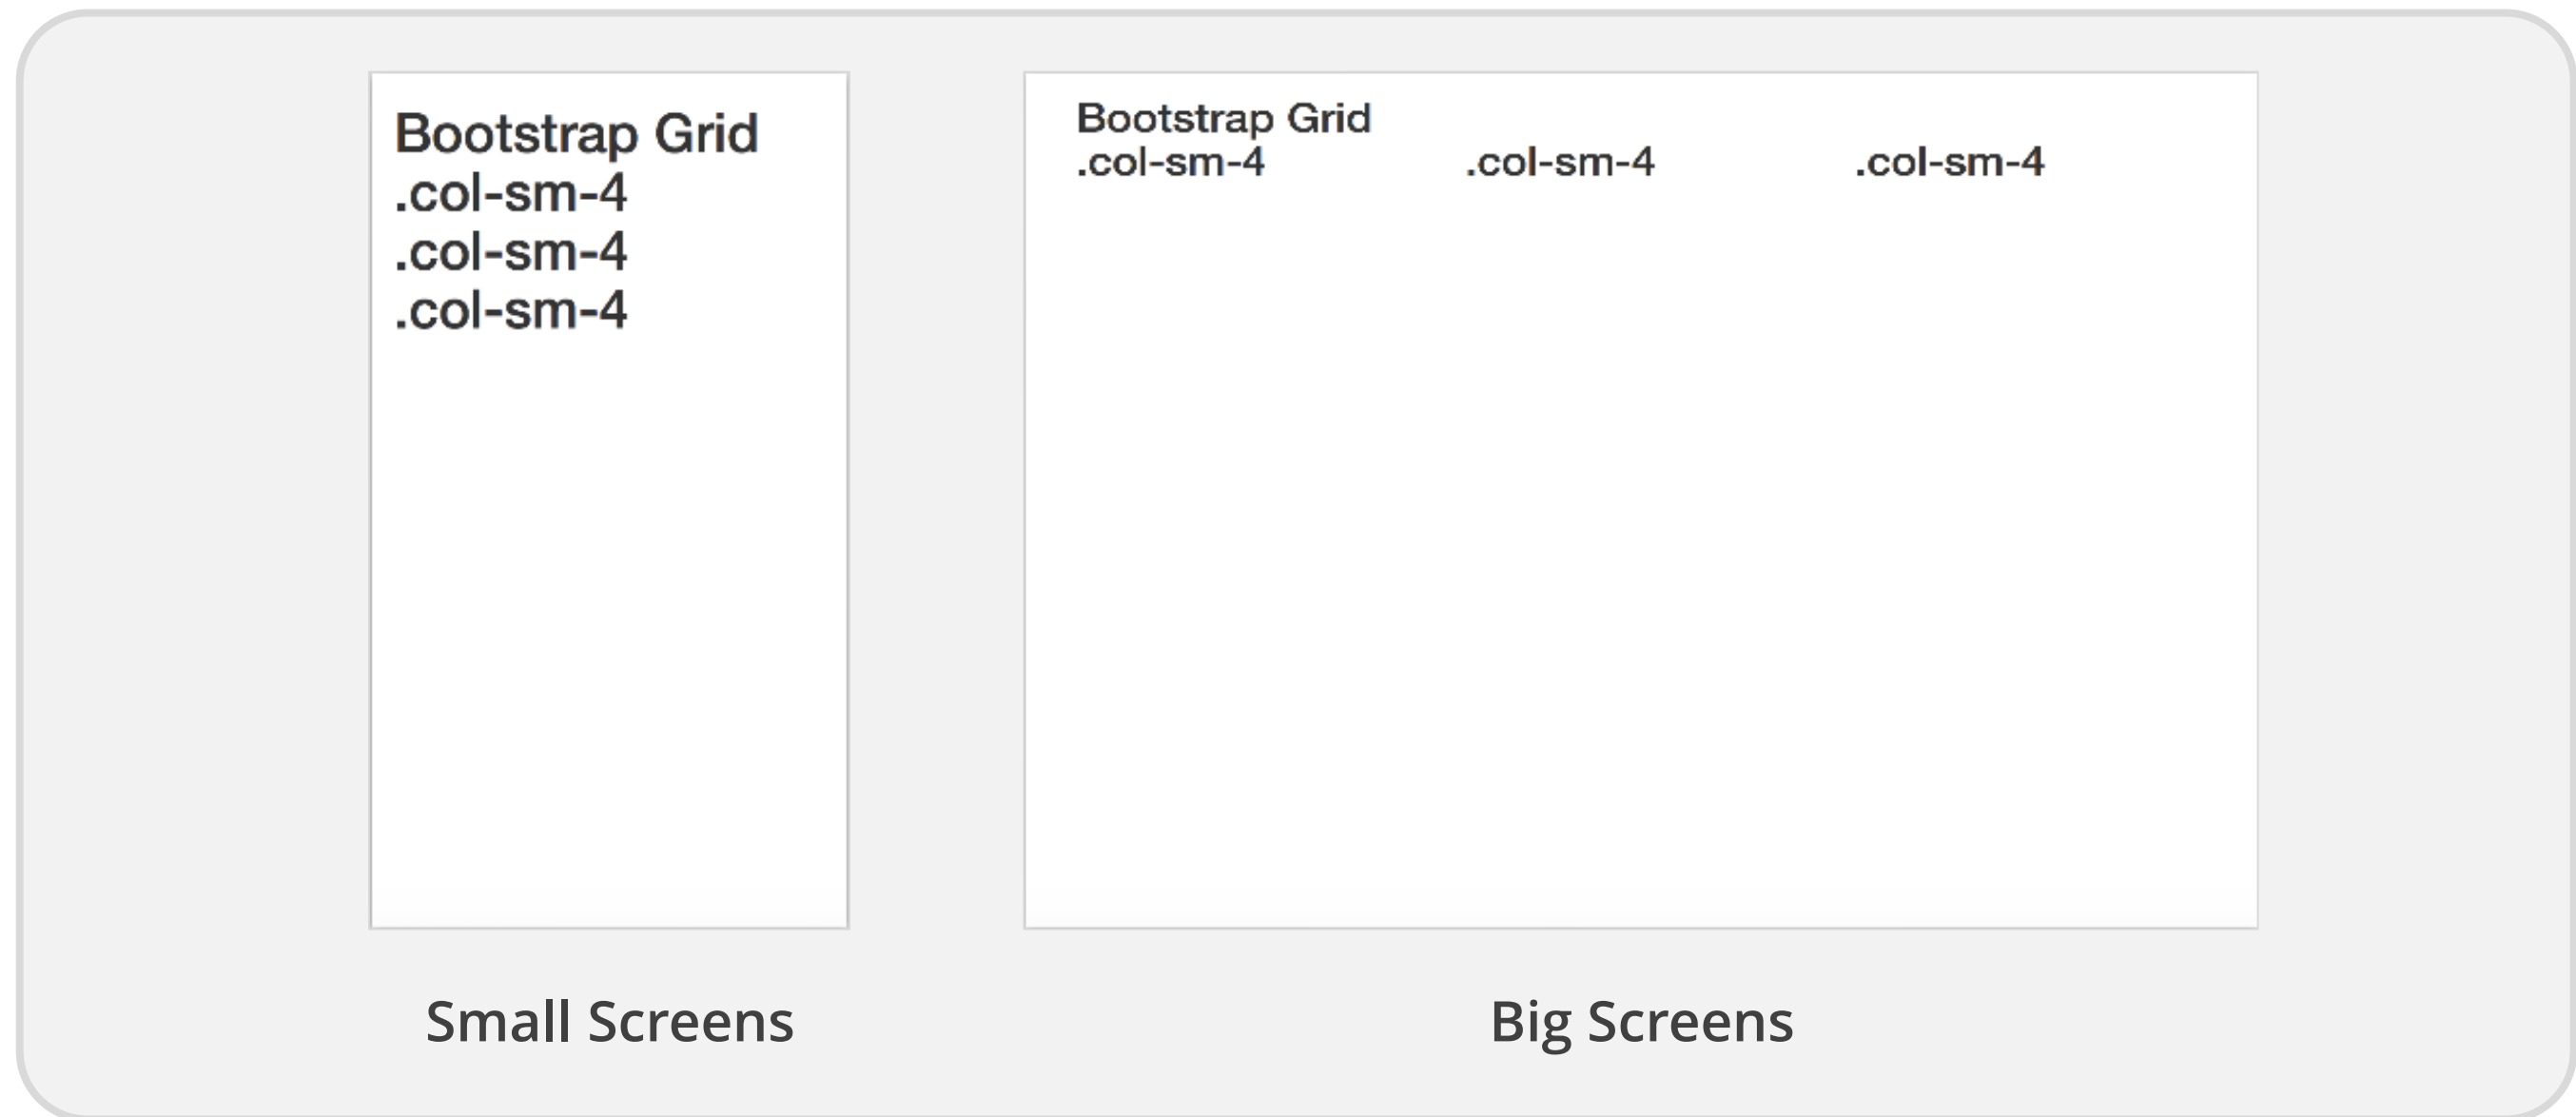 Bootstrap Grid
.col-sm-4
.col-sm-4
.col-sm-4
Small Screens
Bootstrap Grid
.col-sm-4 .col-sm-4 .col-sm-4
Big Screens